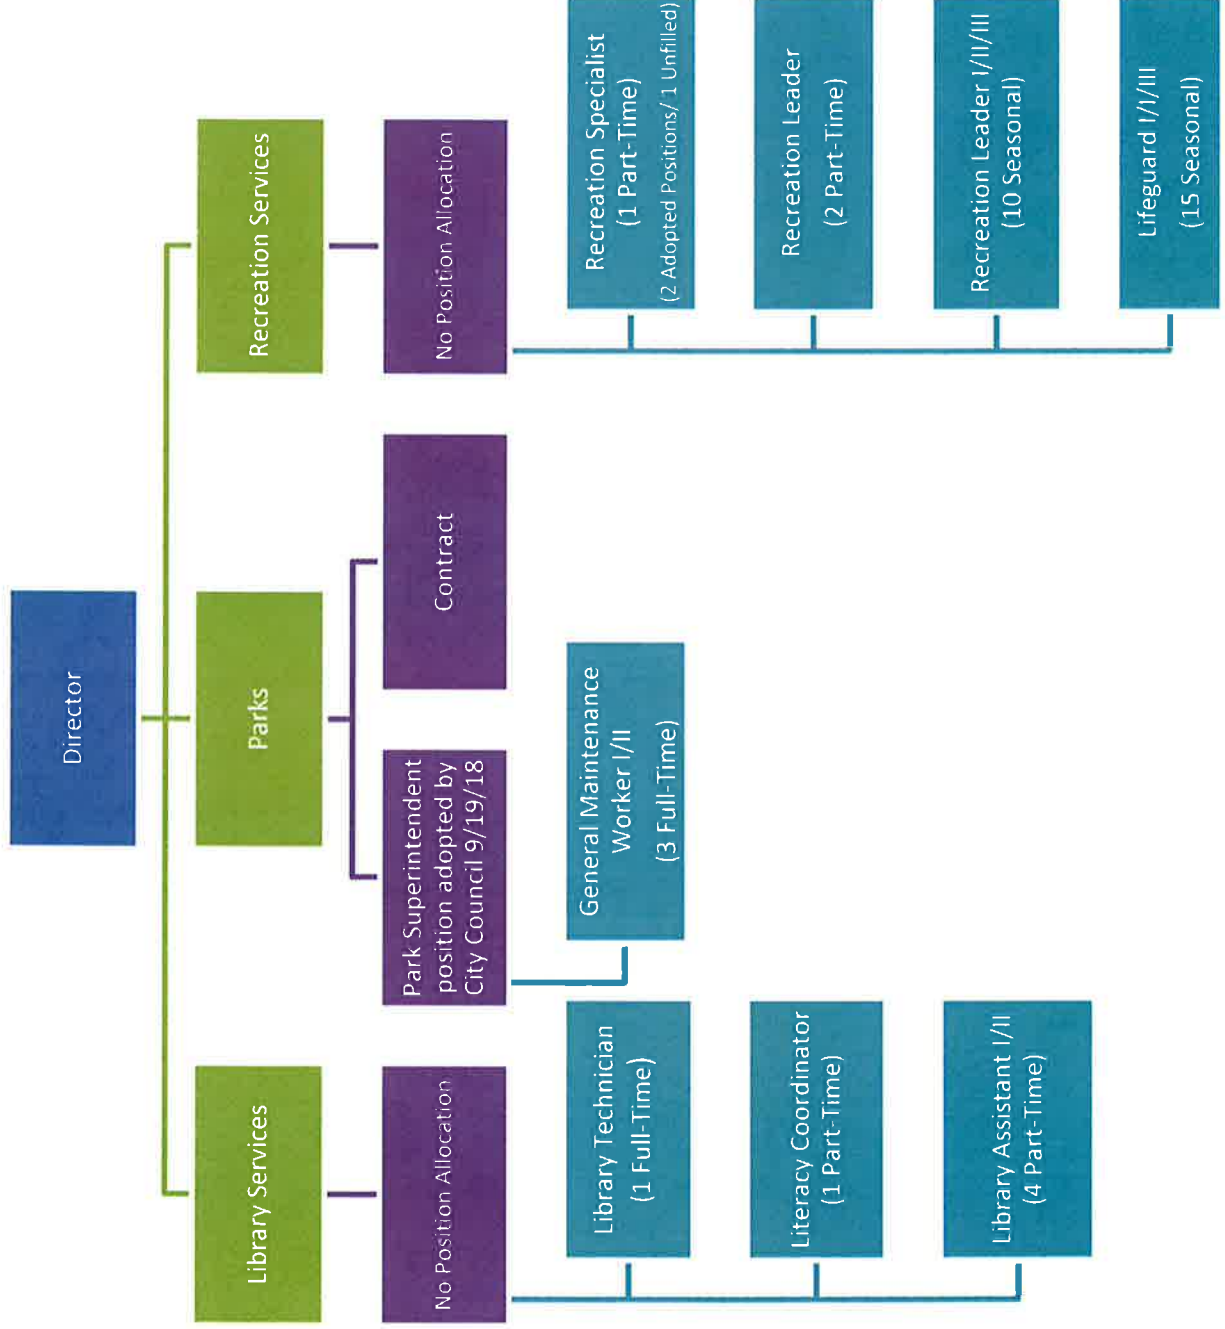 Director
Library Services
Parks
Recreation Services
No Position Allocation
Park Superintendent
position adopted by
City Council 9/19/18
Contract
No Position Allocation
Library Technician
(1 Full-Time)
Literacy Coordinator
(1 Part-Time)
Library Assistant I/II
(4 Part-Time)
General Maintenance
Worker I/II
(3 Full-Time)
Recreation Specialist
(1 Part-Time)
(2 Adopted Positions/ 1 Unfilled)
Recreation Leader
(2 Part-Time)
Recreation Leader I/II/III
(10 Seasonal)
Lifeguard I/I/III
(15 Seasonal)